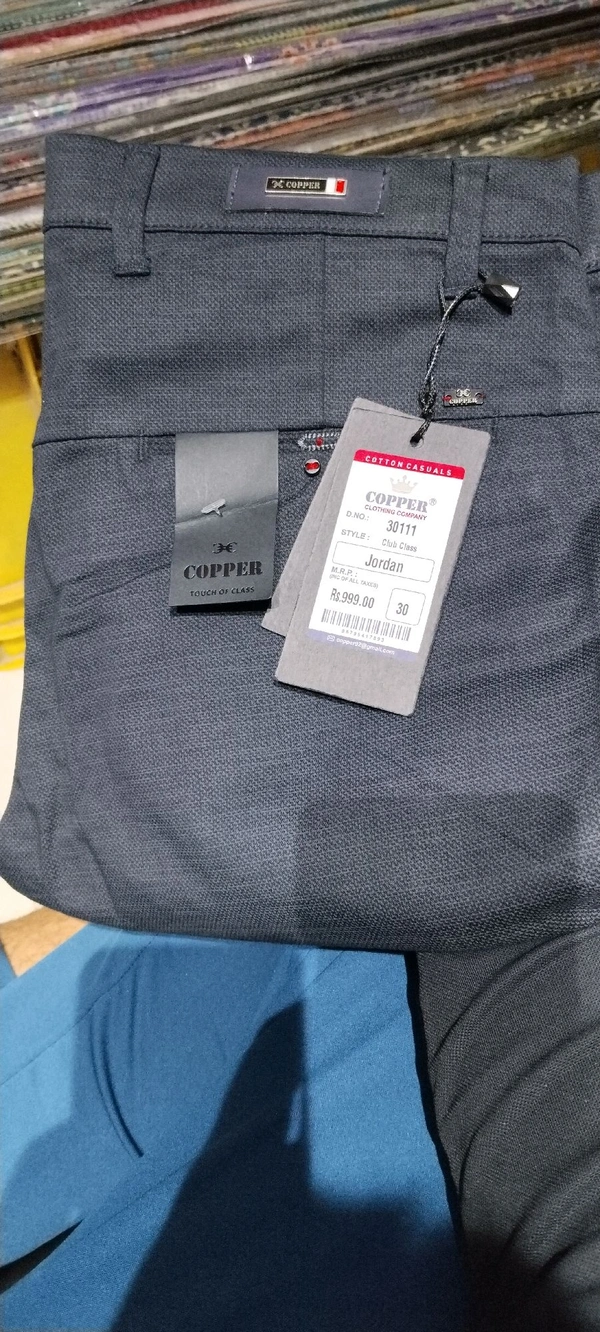 COPPER
COPPER
COPPER
TOUCH OF CLASS
COTTON CASUALS
COPPER®
CLOTHING COMPANY
D.NO.: 30111
STYLE: Club Class
Jordan
M.R.P.:
(INC OF ALL TAXES)
Rs.999.00
30